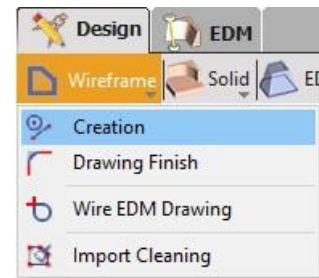 Design EDM
Wireframe Solid
Creation
Drawing Finish
Wire EDM Drawing
Import Cleaning